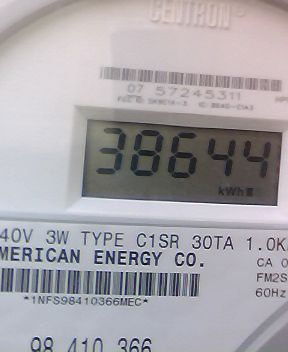 CENTRON®
07 57245311
38644
kWh
40V 3W TYPE C1SR 30TA 1.0K
MERICAN ENERGY CO.
CA 0
FM2S
60Hz
*1NFS98410366MEC*
98 410 366